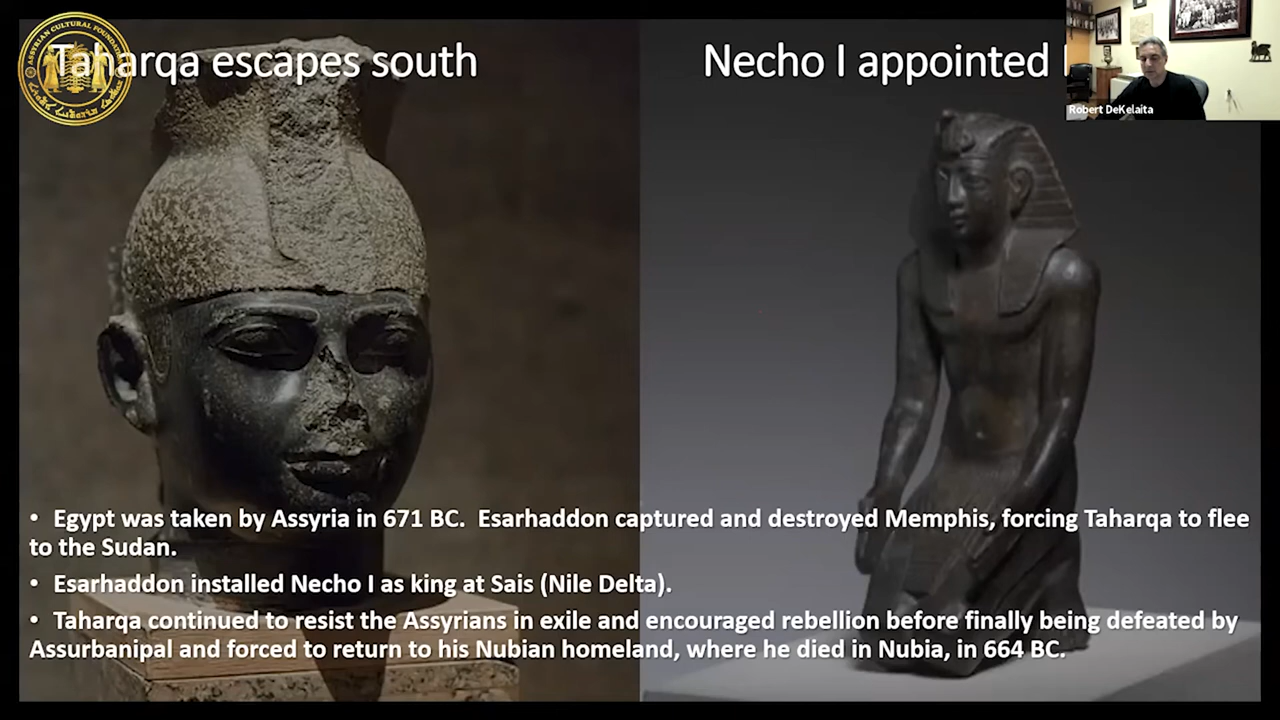 Taharqa escapes south
Necho I appointed
Robert DeKelaita
• Egypt was taken by Assyria in 671 BC. Esarhaddon captured and destroyed Memphis, forcing Taharqa to flee
to the Sudan.
• Esarhaddon installed Necho I as king at Sais (Nile Delta).
• Taharqa continued to resist the Assyrians in exile and encouraged rebellion before finally being defeated by
Assurbanipal and forced to return to his Nubian homeland, where he died in Nubia, in 664 BC.
ASSYRIAN CULTURAL FOUNDATION